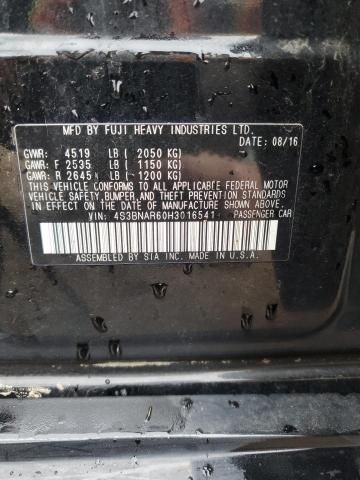 MFD BY FUJI HEAVY INDUSTRIES LTD.
DATE: 08/16
GVWR: 4519 LB ( 2050 KG)
GAWR: F 2535 LB ( 1150 KG)
GAWR: R 2645 LB ( 1200 KG)
THIS VEHICLE CONFORMS TO ALL APPLICABLE FEDERAL MOTOR
VEHICLE SAFETY, BUMPER, AND THEFT PREVENTION STANDARDS
IN EFFECT ON THE DATE OF MANUFACTURE SHOWN ABOVE.
VIN: 4S3BNAR60H3016541 PASSENGER CAR
ASSEMBLED BY SIA INC. MADE IN U.S.A.